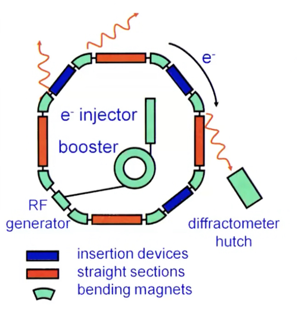 e⁻
e⁻ injector
booster
RF
generator
diffractometer
hutch
insertion devices
straight sections
bending magnets